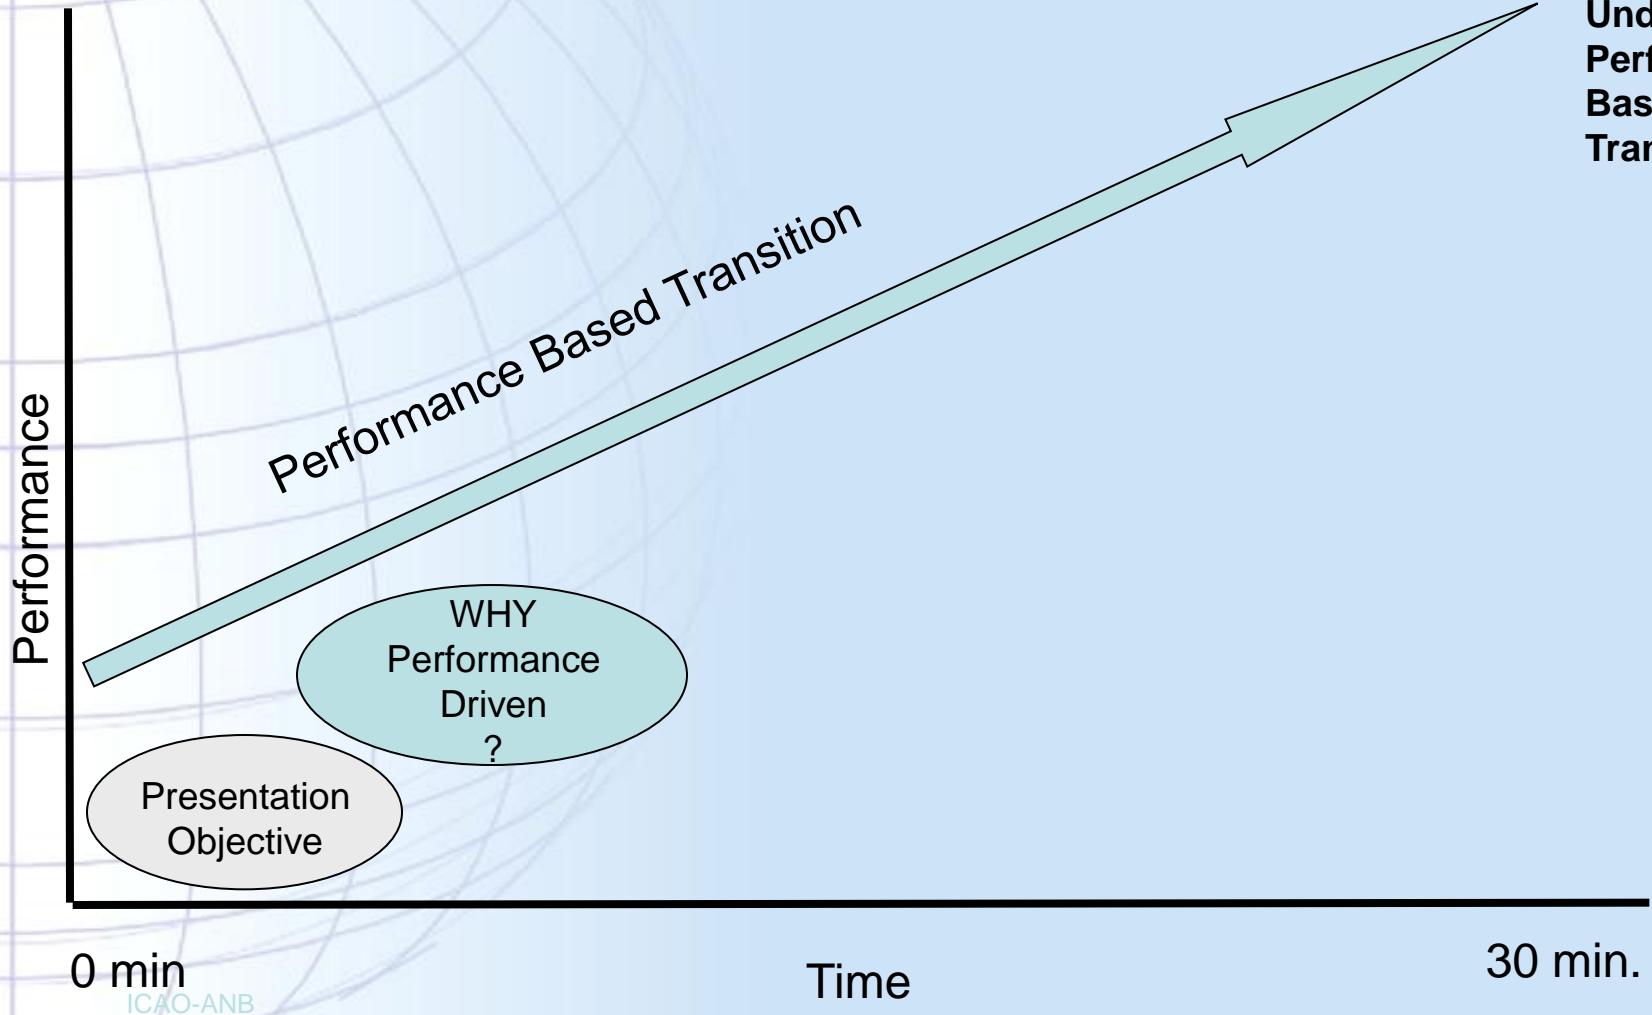 Performance Based Transition
Performance
WHY
Performance
Driven
?
Presentation
Objective
0 min
Time
30 min.
ICAO-ANB